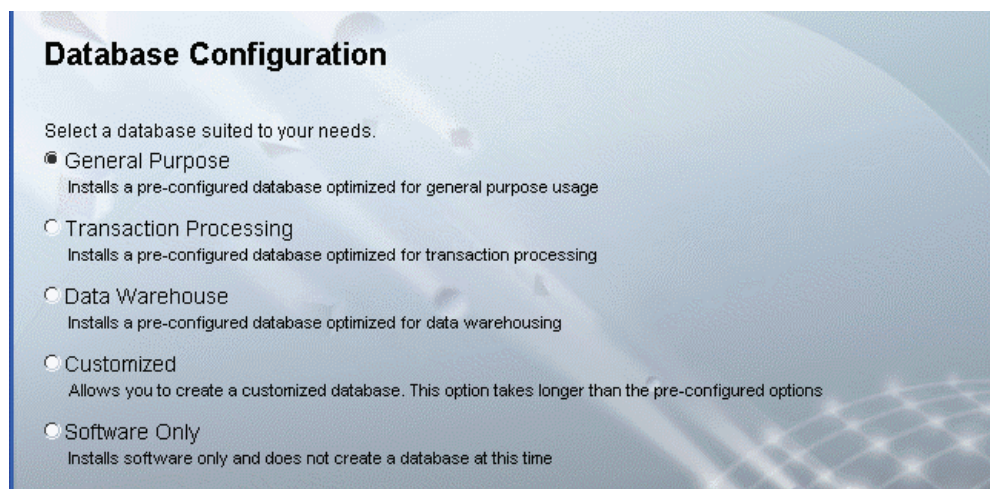 Database Configuration
Select a database suited to your needs.
General Purpose
Installs a pre-configured database optimized for general purpose usage
Transaction Processing
Installs a pre-configured database optimized for transaction processing
Data Warehouse
Installs a pre-configured database optimized for data warehousing
Customized
Allows you to create a customized database. This option takes longer than the pre-configured options
Software Only
Installs software only and does not create a database at this time